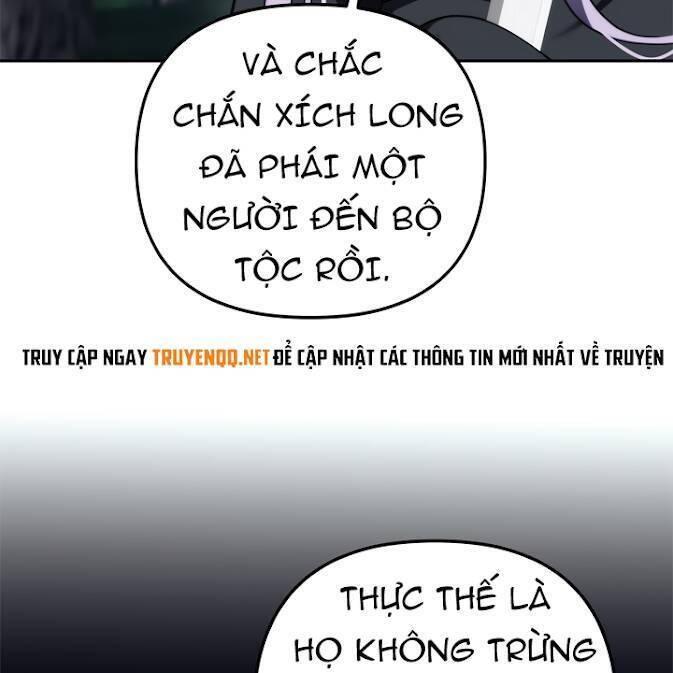 VÀ CHẮC
CHẮN XÍCH LONG
ĐÃ PHÁI MỘT
NGƯỜI ĐẾN BỘ
TỘC RỒI.
TRUY CẬP NGAY TRUYENQQ.NET ĐỂ CẬP NHẬT CÁC THÔNG TIN MỚI NHẤT VỀ TRUYỆN
THỰC THẾ LÀ
HỌ KHÔNG TRỪNG